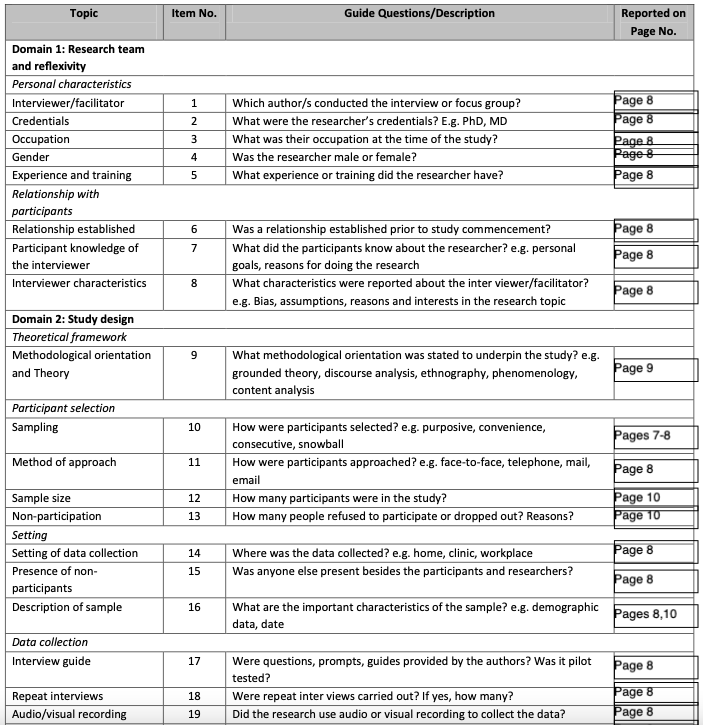 Topic Item No. Guide Questions/Description Reported on
Page No.
Domain 1: Research team
and reflexivity
Personal characteristics
Interviewer/facilitator 1 Which author/s conducted the interview or focus group? Page 8
Credentials 2 What were the researcher's credentials? E.g. PhD, MD Page 8
Occupation 3 What was their occupation at the time of the study? Page 8
Gender 4 Was the researcher male or female? Page 8
Experience and training 5 What experience or training did the researcher have? Page 8
Relationship with
participants
Relationship established 6 Was a relationship established prior to study commencement? Page 8
Participant knowledge of 7 What did the participants know about the researcher? e.g. personal Page 8
the interviewer goals, reasons for doing the research
Interviewer characteristics 8 What characteristics were reported about the inter viewer/facilitator? Page 8
e.g. Bias, assumptions, reasons and interests in the research topic
Domain 2: Study design
Theoretical framework
Methodological orientation 9 What methodological orientation was stated to underpin the study? e.g.
and Theory grounded theory, discourse analysis, ethnography, phenomenology, Page 9
content analysis
Participant selection
Sampling 10 How were participants selected? e.g. purposive, convenience, Pages 7-8
consecutive, snowball
Method of approach 11 How were participants approached? e.g. face-to-face, telephone, mail, Page 8
email
Sample size 12 How many participants were in the study? Page 10
Non-participation 13 How many people refused to participate or dropped out? Reasons? Page 10
Setting
Setting of data collection 14 Where was the data collected? e.g. home, clinic, workplace Page 8
Presence of non- 15 Was anyone else present besides the participants and researchers? Page 8
participants
Description of sample 16 What are the important characteristics of the sample? e.g. demographic Pages 8,10
data, date
Data collection
Interview guide 17 Were questions, prompts, guides provided by the authors? Was it pilot Page 8
tested?
Repeat interviews 18 Were repeat inter views carried out? If yes, how many? Page 8
Audio/visual recording 19 Did the research use audio or visual recording to collect the data? Page 8